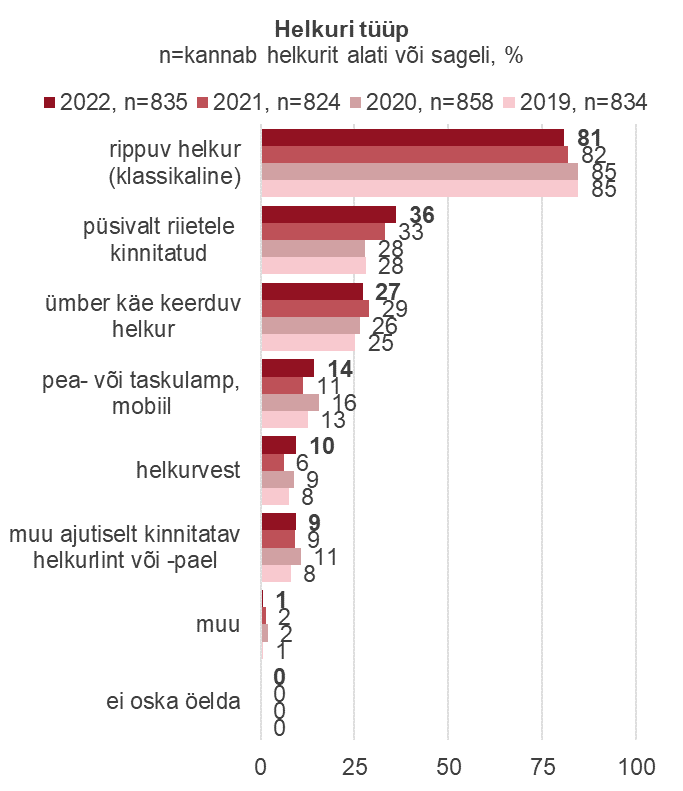 Helkuri tüüp
n=kannab helkurit alati või sageli, %
2022, n=835 2021, n=824 2020, n=858 2019, n=834
rippuv helkur
(klassikaline)
81
82
85
85
püsivalt riietele
kinnitatud
36
33
28
28
ümber käe keerduv
helkur
27
29
26
25
pea- või taskulamp,
mobiil
14
11
16
13
helkurvest
10
6
9
8
muu ajutiselt kinnitatav
helkurlint või -pael
9
9
11
8
muu
1
2
2
1
ei oska öelda
0
0
0
0
0 25 50 75 100